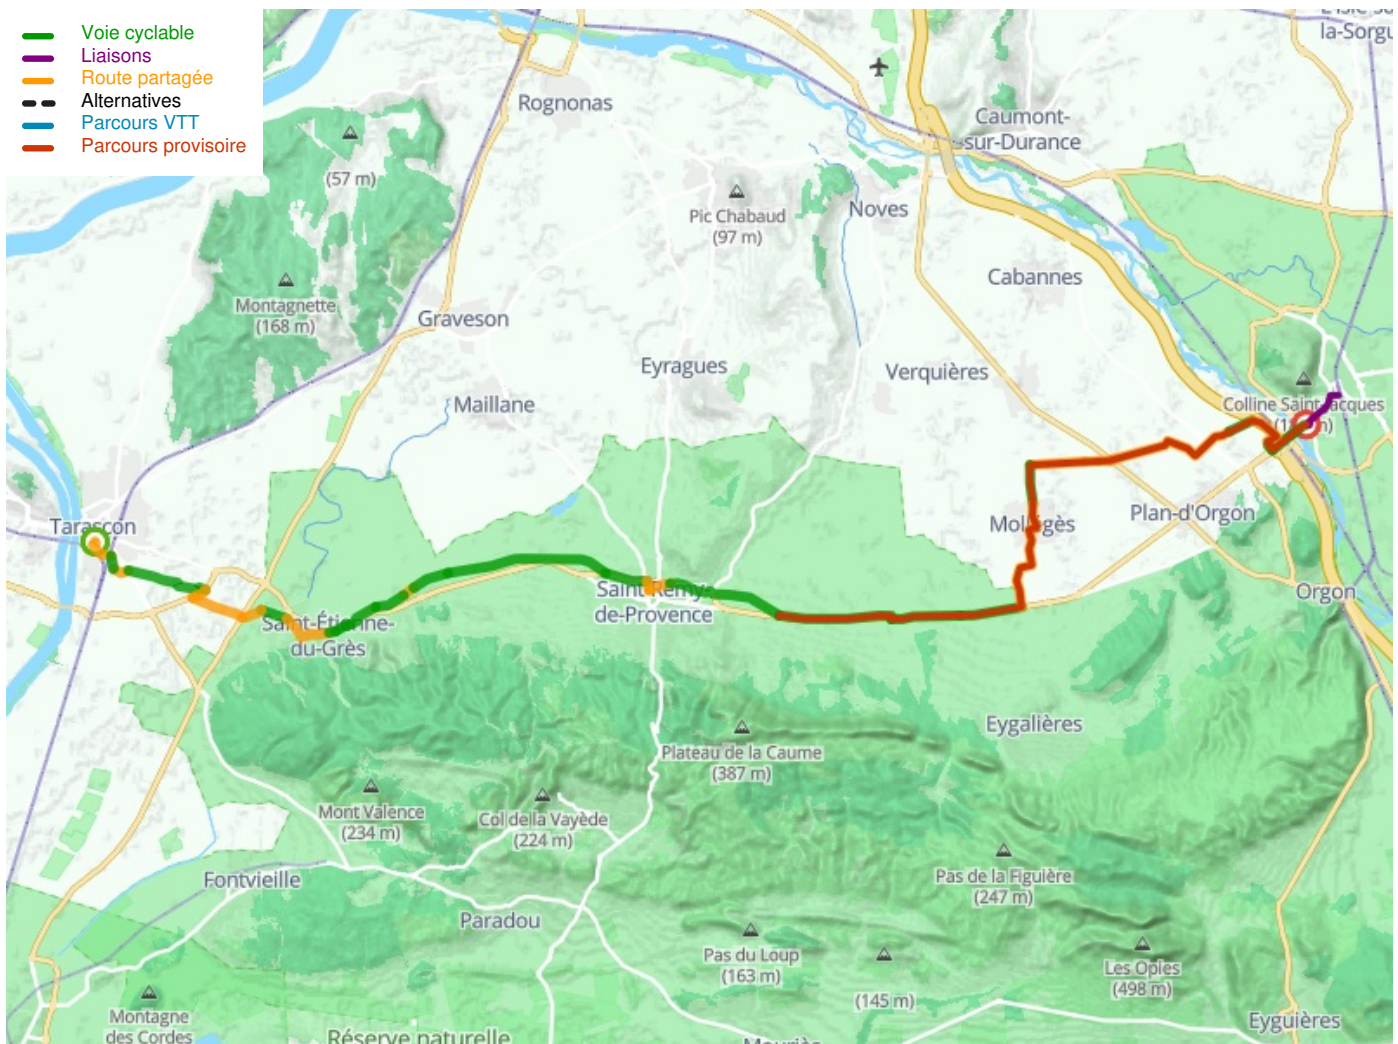 Voie cyclable
Liaisons
Route partagée
Alternatives
Parcours VTT
Parcours provisoire
la-Sorgu
Rognonas
Caumont-
sur-Durance
(57 m)
Pic Chabaud
(97 m)
Noves
Cabannes
Montagnette
(168 m)
Graveson
Eyragues
Verquières
Maillane
Colline Saint-Jacques
Tarascon
Mollégès
Plan-d'Orgon
Saint-Rémy-
de-Provence
Orgon
Saint-Étienne-
du-Grès
Eygalières
Plateau de la Caume
(387 m)
Mont Valence
(234 m)
Col della Vayède
(224 m)
Pas de la Figuière
(247 m)
Fontvieille
Paradou
Pas du Loup
(163 m)
Les Opies
(498 m)
(145 m)
Montagne
des Cordes
Réserve naturelle
Eyguières